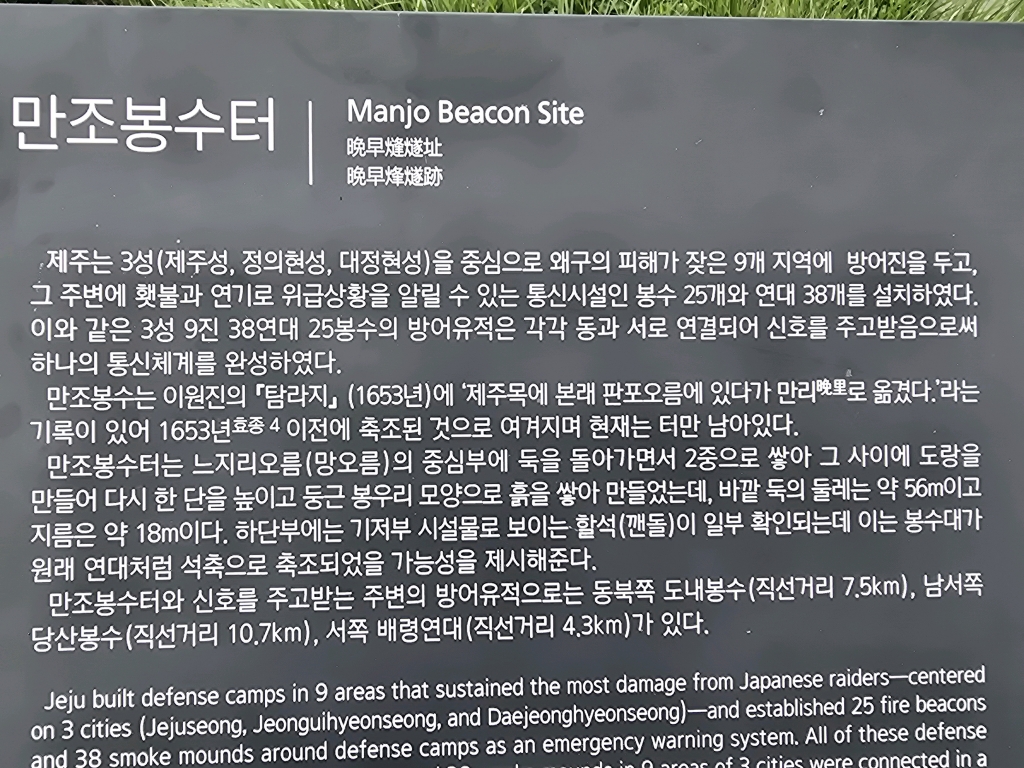 만조봉수터
Manjo Beacon Site
晩早熢燧址
晩早烽燧跡
제주는 3성(제주성, 정의현성, 대정현성)을 중심으로 왜구의 피해가 잦은 9개 지역에 방어진을 두고,
그 주변에 횃불과 연기로 위급상황을 알릴 수 있는 통신시설인 봉수 25개와 연대 38개를 설치하였다.
이와 같은 3성 9진 38연대 25봉수의 방어유적은 각각 동과 서로 연결되어 신호를 주고받음으로써
하나의 통신체계를 완성하였다.
만조봉수는 이원진의 『탐라지』(1653년)에 '제주목에 본래 판포오름에 있다가 만리晩里로 옮겼다.'라는
기록이 있어 1653년효종 4 이전에 축조된 것으로 여겨지며 현재는 터만 남아있다.
만조봉수터는 느지리오름(망오름)의 중심부에 둑을 돌아가면서 2중으로 쌓아 그 사이에 도랑을
만들어 다시 한 단을 높이고 둥근 봉우리 모양으로 흙을 쌓아 만들었는데, 바깥 둑의 둘레는 약 56m이고
지름은 약 18m이다. 하단부에는 기저부 시설물로 보이는 할석(깬돌)이 일부 확인되는데 이는 봉수대가
원래 연대처럼 석축으로 축조되었을 가능성을 제시해준다.
만조봉수터와 신호를 주고받는 주변의 방어유적으로는 동북쪽 도내봉수(직선거리 7.5km), 남서쪽
당산봉수(직선거리 10.7km), 서쪽 배령연대(직선거리 4.3km)가 있다.
Jeju built defense camps in 9 areas that sustained the most damage from Japanese raiders—centered
on 3 cities (Jejuseong, Jeonguihyeonseong, and Daejeonghyeonseong)—and established 25 fire beacons
and 38 smoke mounds around defense camps as an emergency warning system. All of these defense
mounds in 9 areas of 3 cities were connected in a